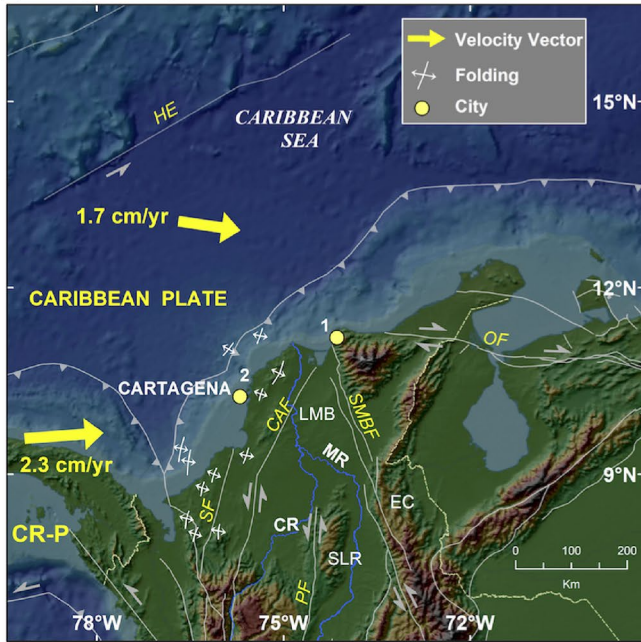 Velocity Vector
Folding
City
15°N
HE
CARIBBEAN
SEA
1.7 cm/yr
CARIBBEAN PLATE
12°N
1
OF
2
CARTAGENA
CAF
LMB
SMBF
MR
2.3 cm/yr
9°N
SF
EC
CR-P
CR
SLR
PF
0 100 200
Km
78°W
75°W
72°W